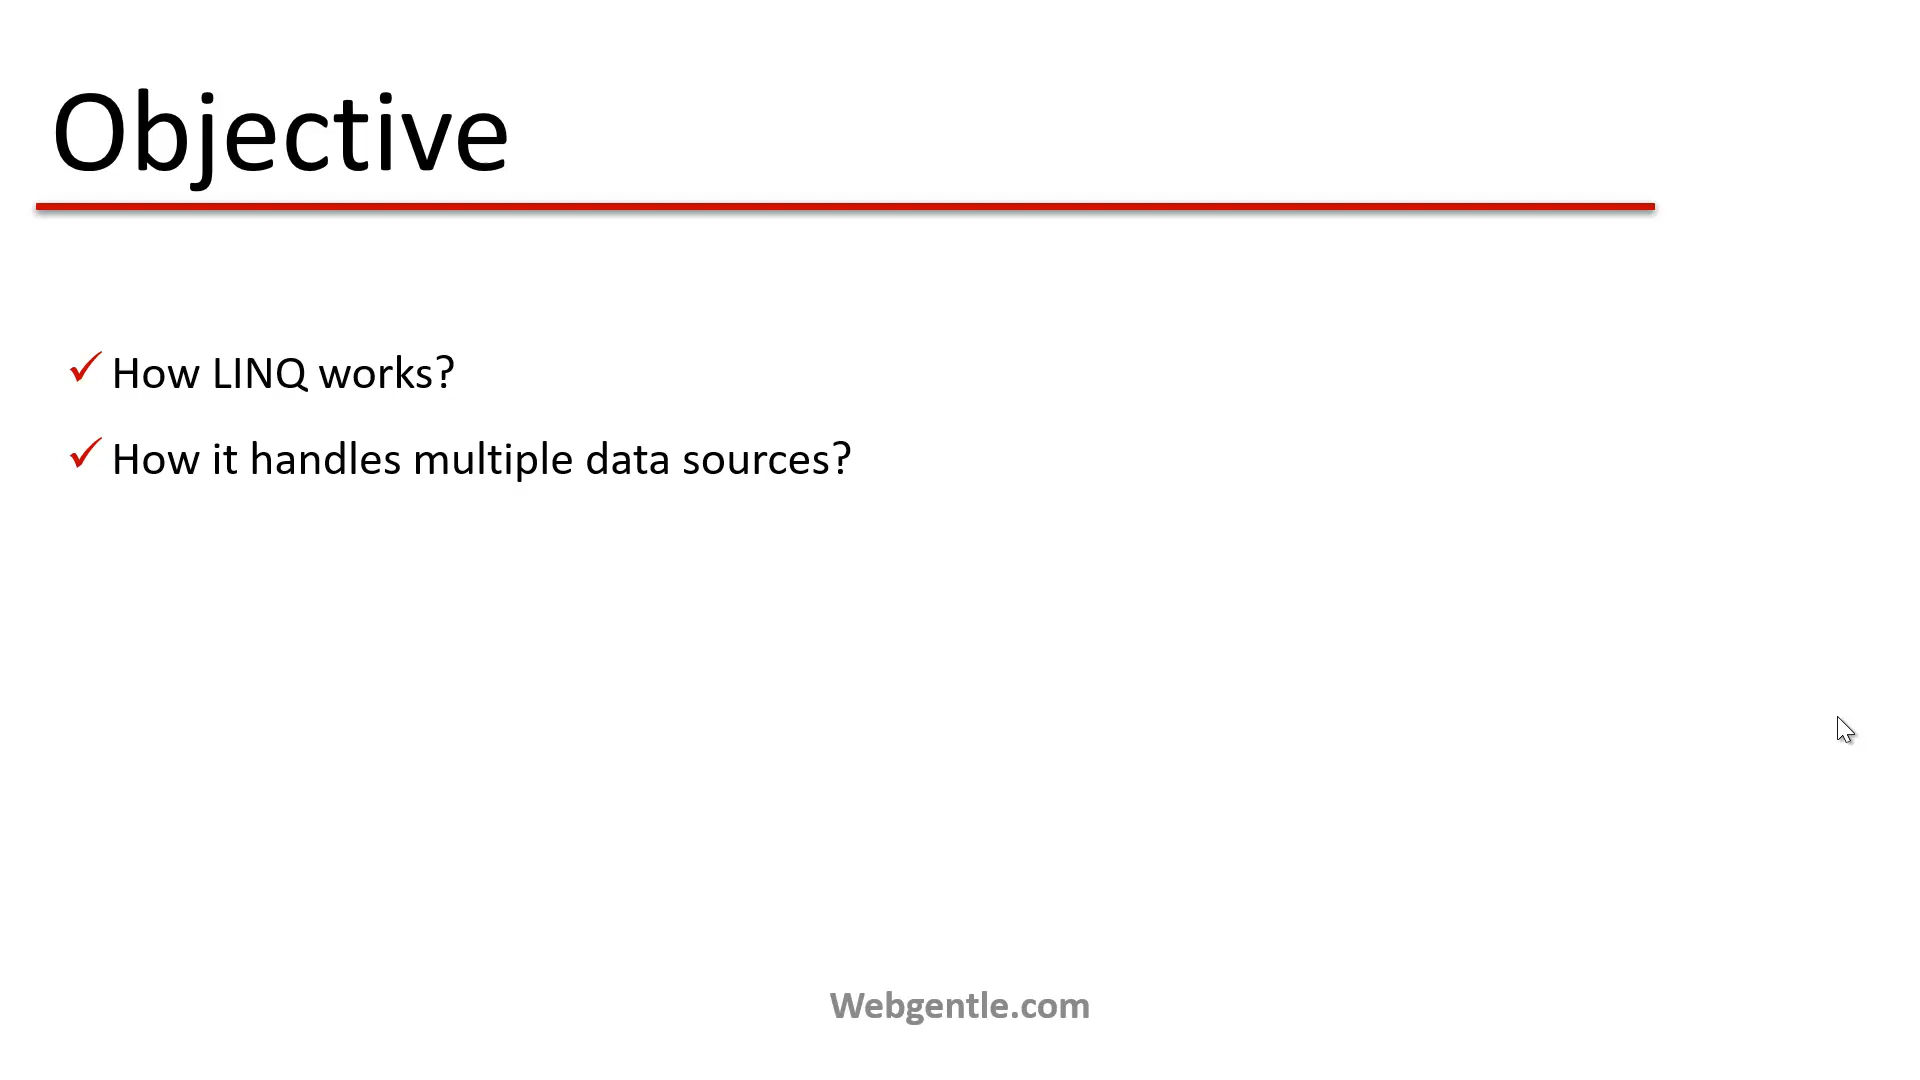 Objective
How LINQ works?
How it handles multiple data sources?
Webgentle.com